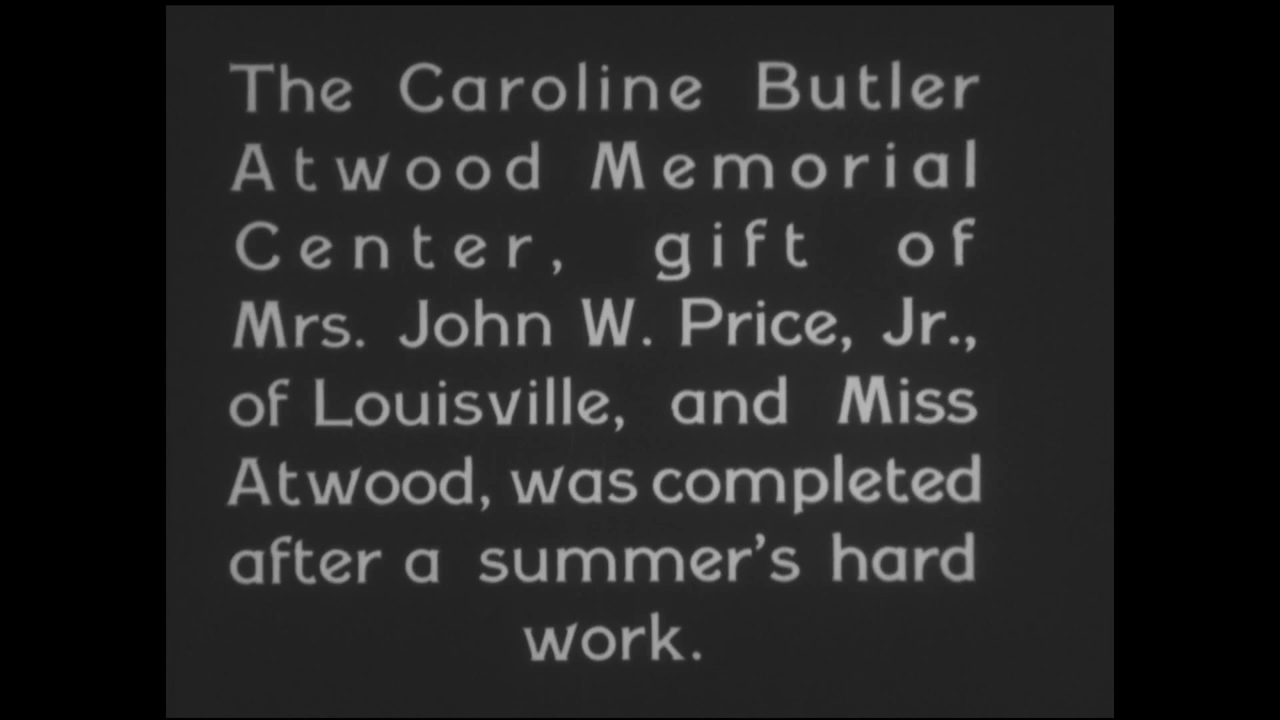 The Caroline Butler
Atwood Memorial
Center, gift of
Mrs. John W. Price, Jr.,
of Louisville, and Miss
Atwood, was completed
after a summer's hard
work.